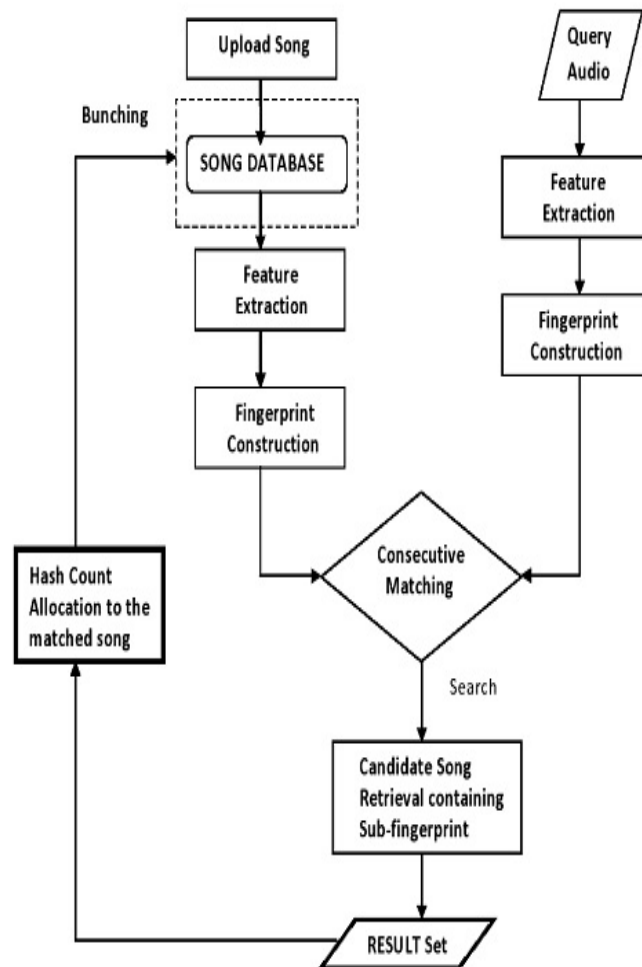 Upload Song
Query
Audio
Bunching
SONG DATABASE
Feature
Extraction
Feature
Extraction
Fingerprint
Construction
Fingerprint
Construction
Consecutive
Matching
Hash Count
Allocation to the
matched song
Search
Candidate Song
Retrieval containing
Sub-fingerprint
RESULT Set